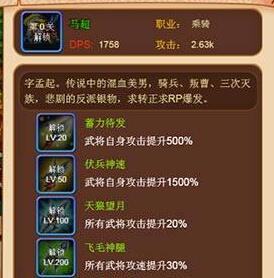 第0关
解锁
马超
职业： 乘骑
DPS: 1758
攻击： 2.63k
字孟起。传说中的混血美男，骑兵、叛曹、三次灭
族，悲剧的反派银物，求转正求RP爆发。
解锁
LV.20
蓄力待发
武将自身攻击提升500%
解锁
LV.50
伏兵神速
武将自身攻击提升1500%
解锁
LV.100
天狼望月
所有武将攻击提升20%
解锁
LV.200
飞毛神腿
所有武将攻速提升30%